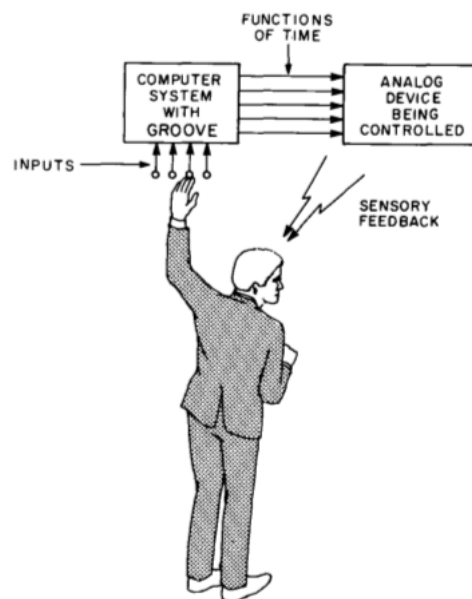 FUNCTIONS
OF TIME
COMPUTER
SYSTEM
WITH
GROOVE
ANALOG
DEVICE
BEING
CONTROLLED
INPUTS
SENSORY
FEEDBACK